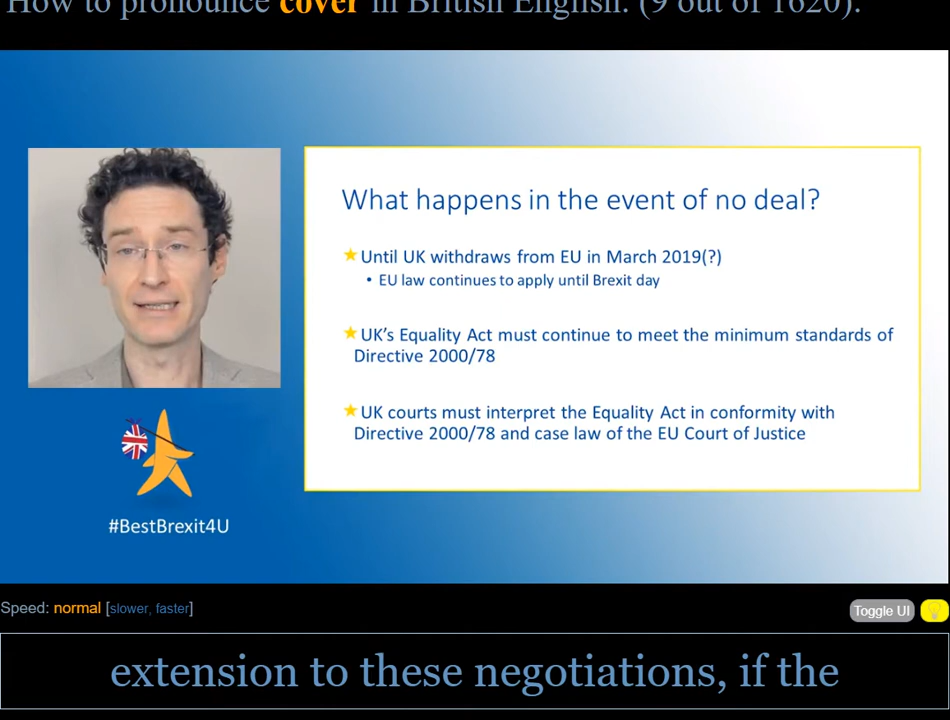 How to pronounce cover in British English: (9 out of 1620):
What happens in the event of no deal?
Until UK withdraws from EU in March 2019(?)
• EU law continues to apply until Brexit day
UK's Equality Act must continue to meet the minimum standards of
Directive 2000/78
UK courts must interpret the Equality Act in conformity with
Directive 2000/78 and case law of the EU Court of Justice
#BestBrexit4U
Speed: normal [slower, faster]
Toggle UI
extension to these negotiations, if the